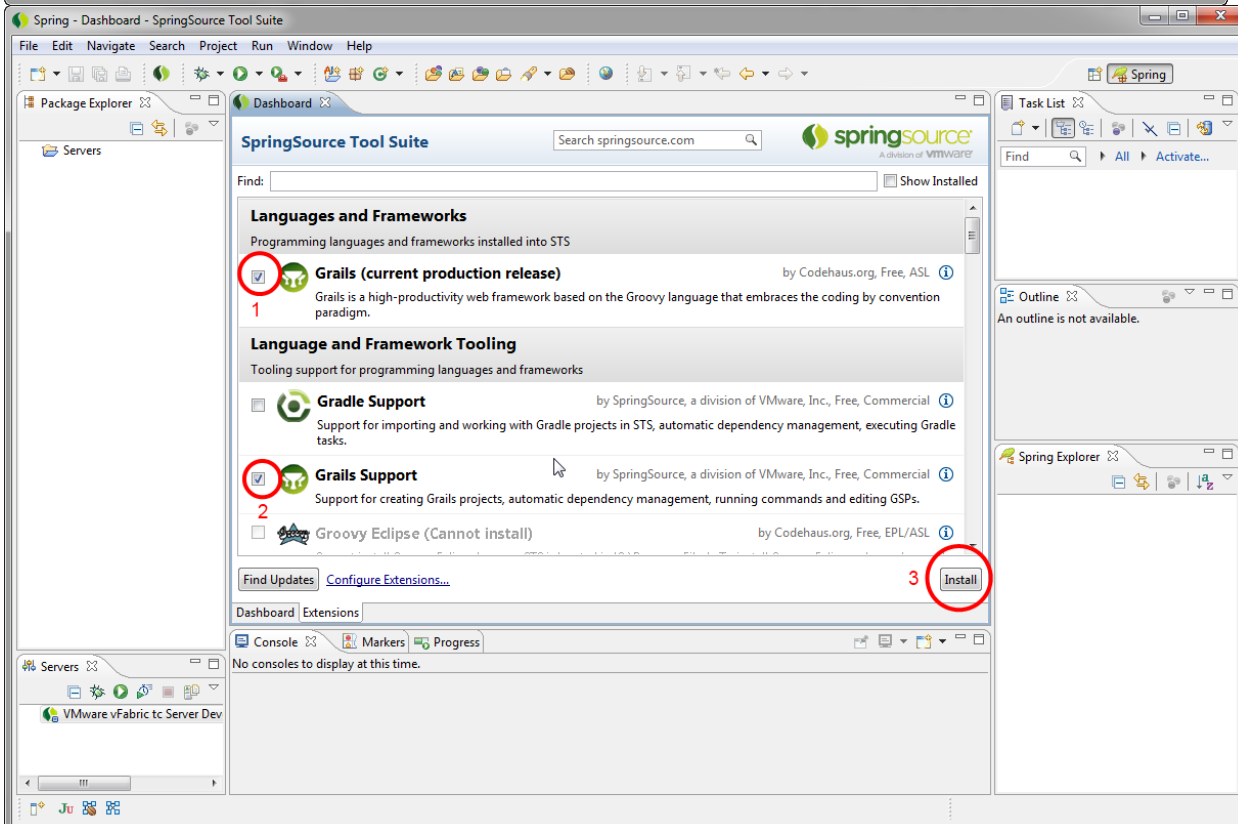 Spring - Dashboard - SpringSource Tool Suite
File Edit Navigate Search Project Run Window Help
Spring
Package Explorer
Servers
Dashboard
SpringSource Tool Suite
Search springsource.com
springsource
A division of vmware
Find:
Show Installed
Languages and Frameworks
Programming languages and frameworks installed into STS
Grails (current production release)
by Codehaus.org, Free, ASL
Grails is a high-productivity web framework based on the Groovy language that embraces the coding by convention
paradigm.
1
Language and Framework Tooling
Tooling support for programming languages and frameworks
Gradle Support
by SpringSource, a division of VMware, Inc., Free, Commercial
Support for importing and working with Gradle projects in STS, automatic dependency management, executing Gradle
tasks.
Grails Support
by SpringSource, a division of VMware, Inc., Free, Commercial
Support for creating Grails projects, automatic dependency management, running commands and editing GSPs.
2
Groovy Eclipse (Cannot install)
by Codehaus.org, Free, EPL/ASL
Find Updates
Configure Extensions...
3
Install
Dashboard Extensions
Task List
Find
All
Activate...
Outline
An outline is not available.
Spring Explorer
Console
Markers
Progress
No consoles to display at this time.
Servers
VMware vFabric tc Server Dev
Ju